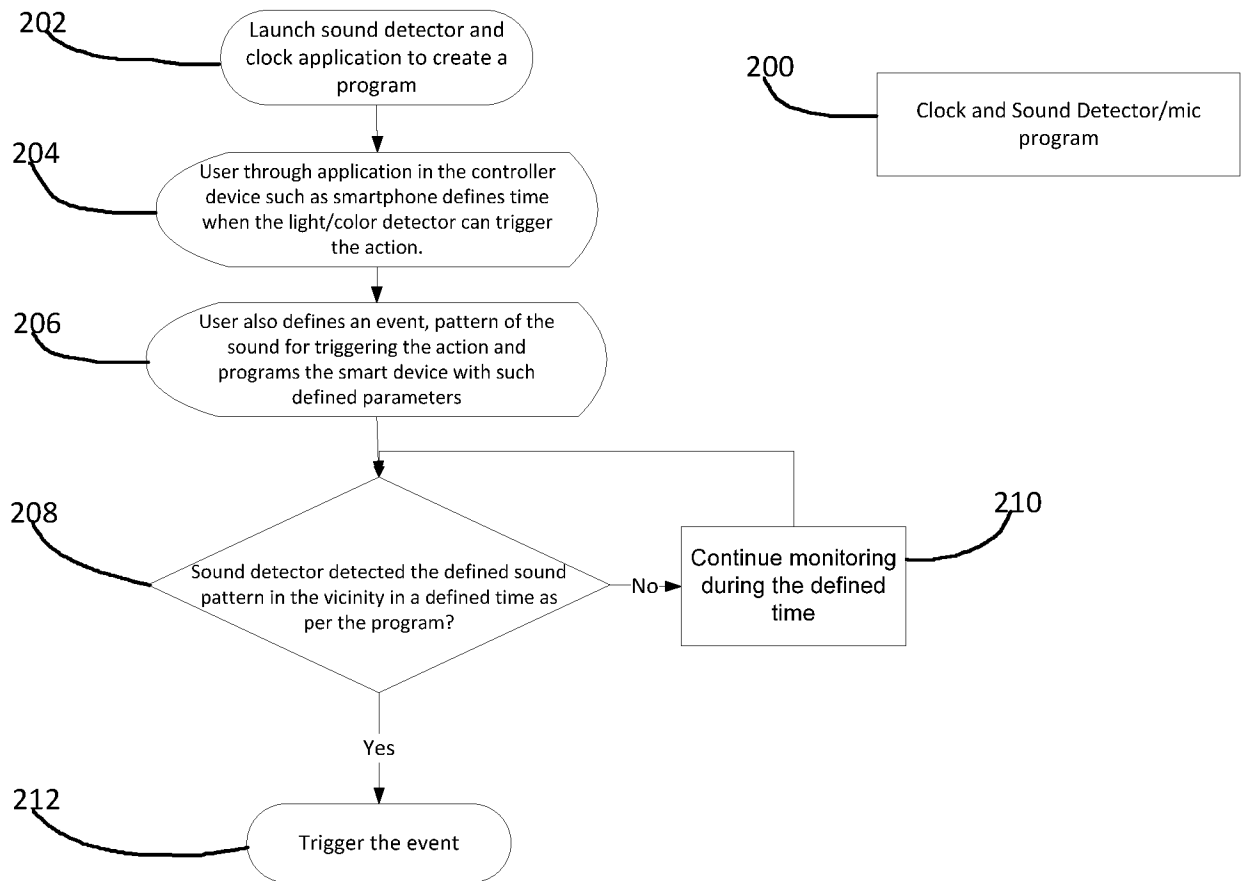 202
Launch sound detector and
clock application to create a
program
200
Clock and Sound Detector/mic
program
204
User through application in the controller
device such as smartphone defines time
when the light/color detector can trigger
the action.
206
User also defines an event, pattern of the
sound for triggering the action and
programs the smart device with such
defined parameters
208
Sound detector detected the defined sound
pattern in the vicinity in a defined time as
per the program?
No
210
Continue monitoring
during the defined
time
Yes
212
Trigger the event